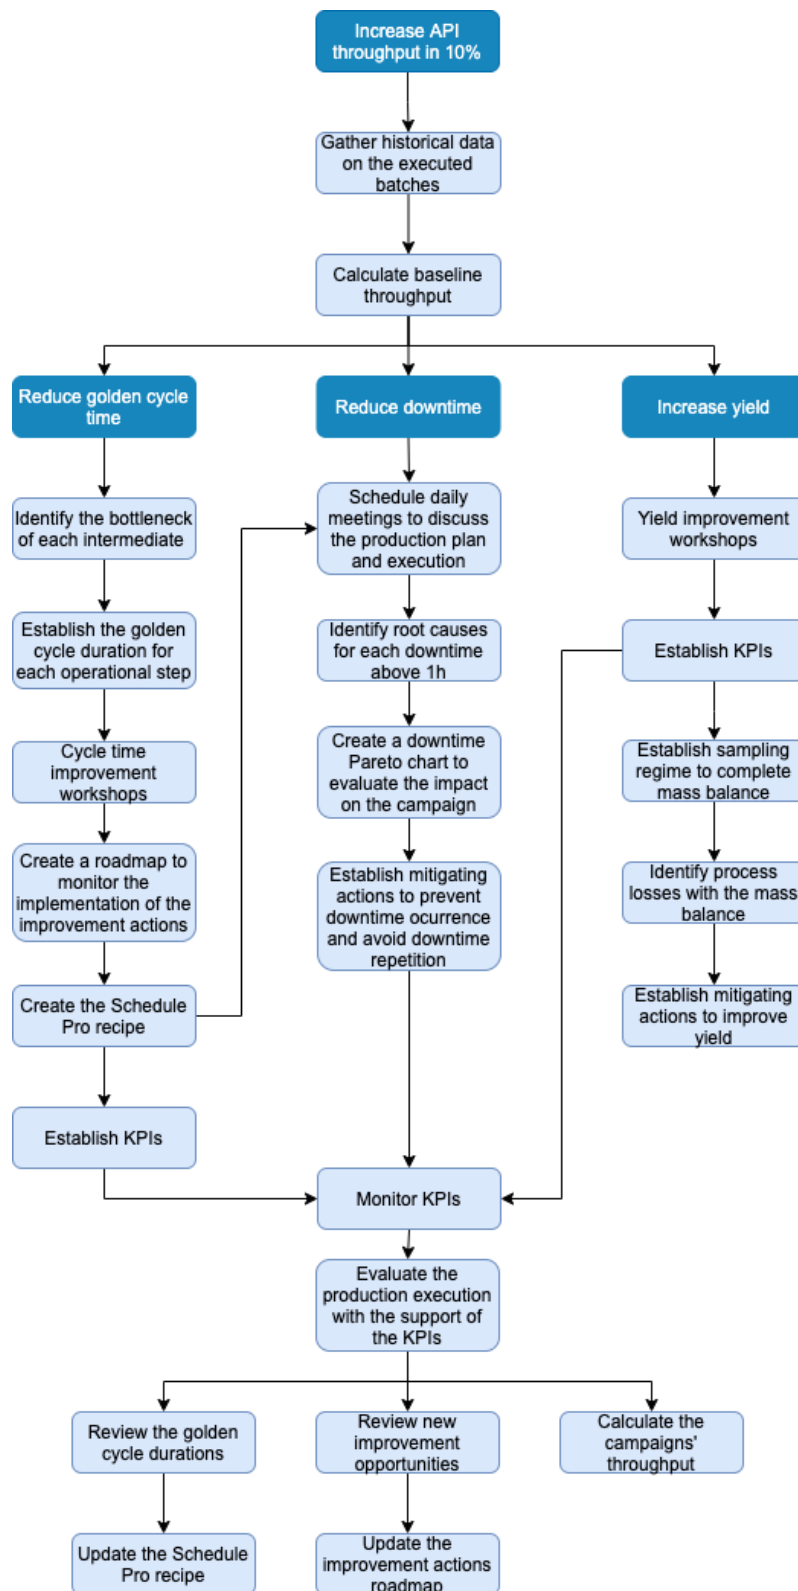 Increase API
throughput in 10%
Gather historical data
on the executed
batches
Calculate baseline
throughput
Reduce golden cycle
time
Reduce downtime
Increase yield
Identify the bottleneck
of each intermediate
Establish the golden
cycle duration for
each operational step
Cycle time
improvement
workshops
Create a roadmap to
monitor the
implementation of the
improvement actions
Create the Schedule
Pro recipe
Establish KPIs
Schedule daily
meetings to discuss
the production plan
and execution
Identify root causes
for each downtime
above 1h
Create a downtime
Pareto chart to
evaluate the impact
on the campaign
Establish mitigating
actions to prevent
downtime ocurrence
and avoid downtime
repetition
Yield improvement
workshops
Establish KPIs
Establish sampling
regime to complete
mass balance
Identify process
losses with the mass
balance
Establish mitigating
actions to improve
yield
Monitor KPIs
Evaluate the
production execution
with the support of
the KPIs
Review the golden
cycle durations
Update the Schedule
Pro recipe
Review new
improvement
opportunities
Update the
improvement actions
roadmap
Calculate the
campaigns'
throughput